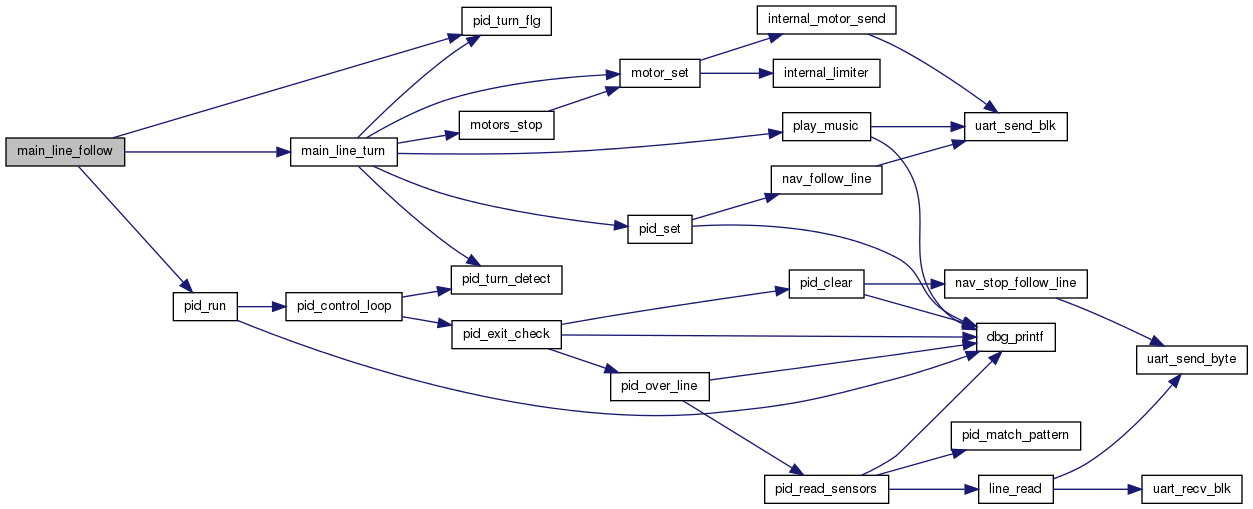 pid_turn_flg
internal_motor_send
motor_set
internal_limiter
motors_stop
play_music
uart_send_blk
main_line_follow
main_line_turn
nav_follow_line
pid_set
pid_turn_detect
pid_clear
nav_stop_follow_line
pid_run
pid_control_loop
pid_exit_check
dbg_printf
uart_send_byte
pid_over_line
pid_match_pattern
pid_read_sensors
line_read
uart_recv_blk